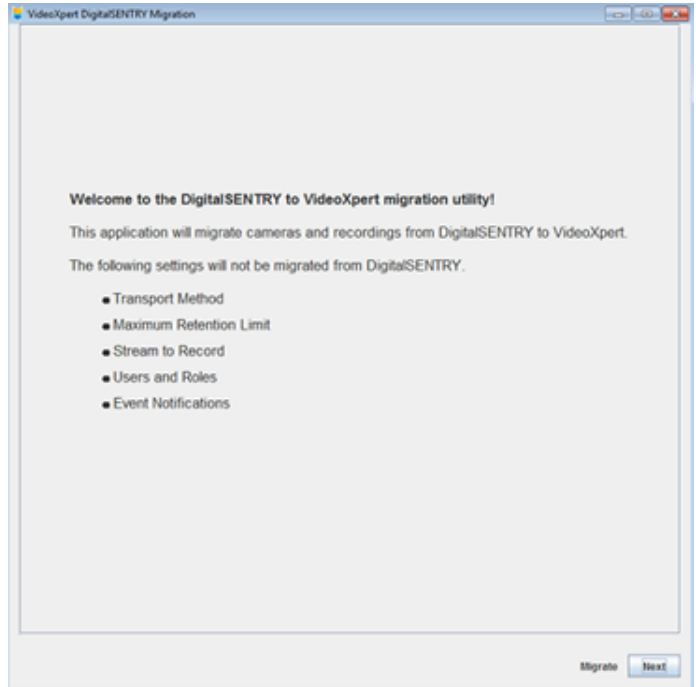 VideoXpert DigitalSENTRY Migration
Welcome to the DigitalSENTRY to VideoXpert migration utility!
This application will migrate cameras and recordings from DigitalSENTRY to VideoXpert.
The following settings will not be migrated from DigitalSENTRY.
● Transport Method
● Maximum Retention Limit
● Stream to Record
● Users and Roles
● Event Notifications
Migrate Next